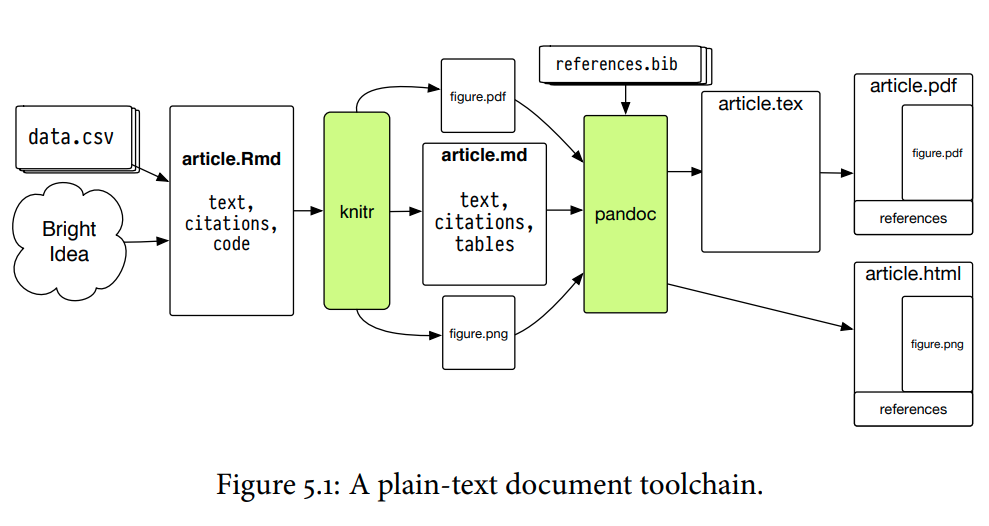 data.csv
Bright
Idea
article.Rmd
text,
citations,
code
knitr
figure.pdf
article.md
text,
citations,
tables
figure.png
references.bib
pandoc
article.tex
article.pdf
figure.pdf
references
article.html
figure.png
references
Figure 5.1: A plain-text document toolchain.